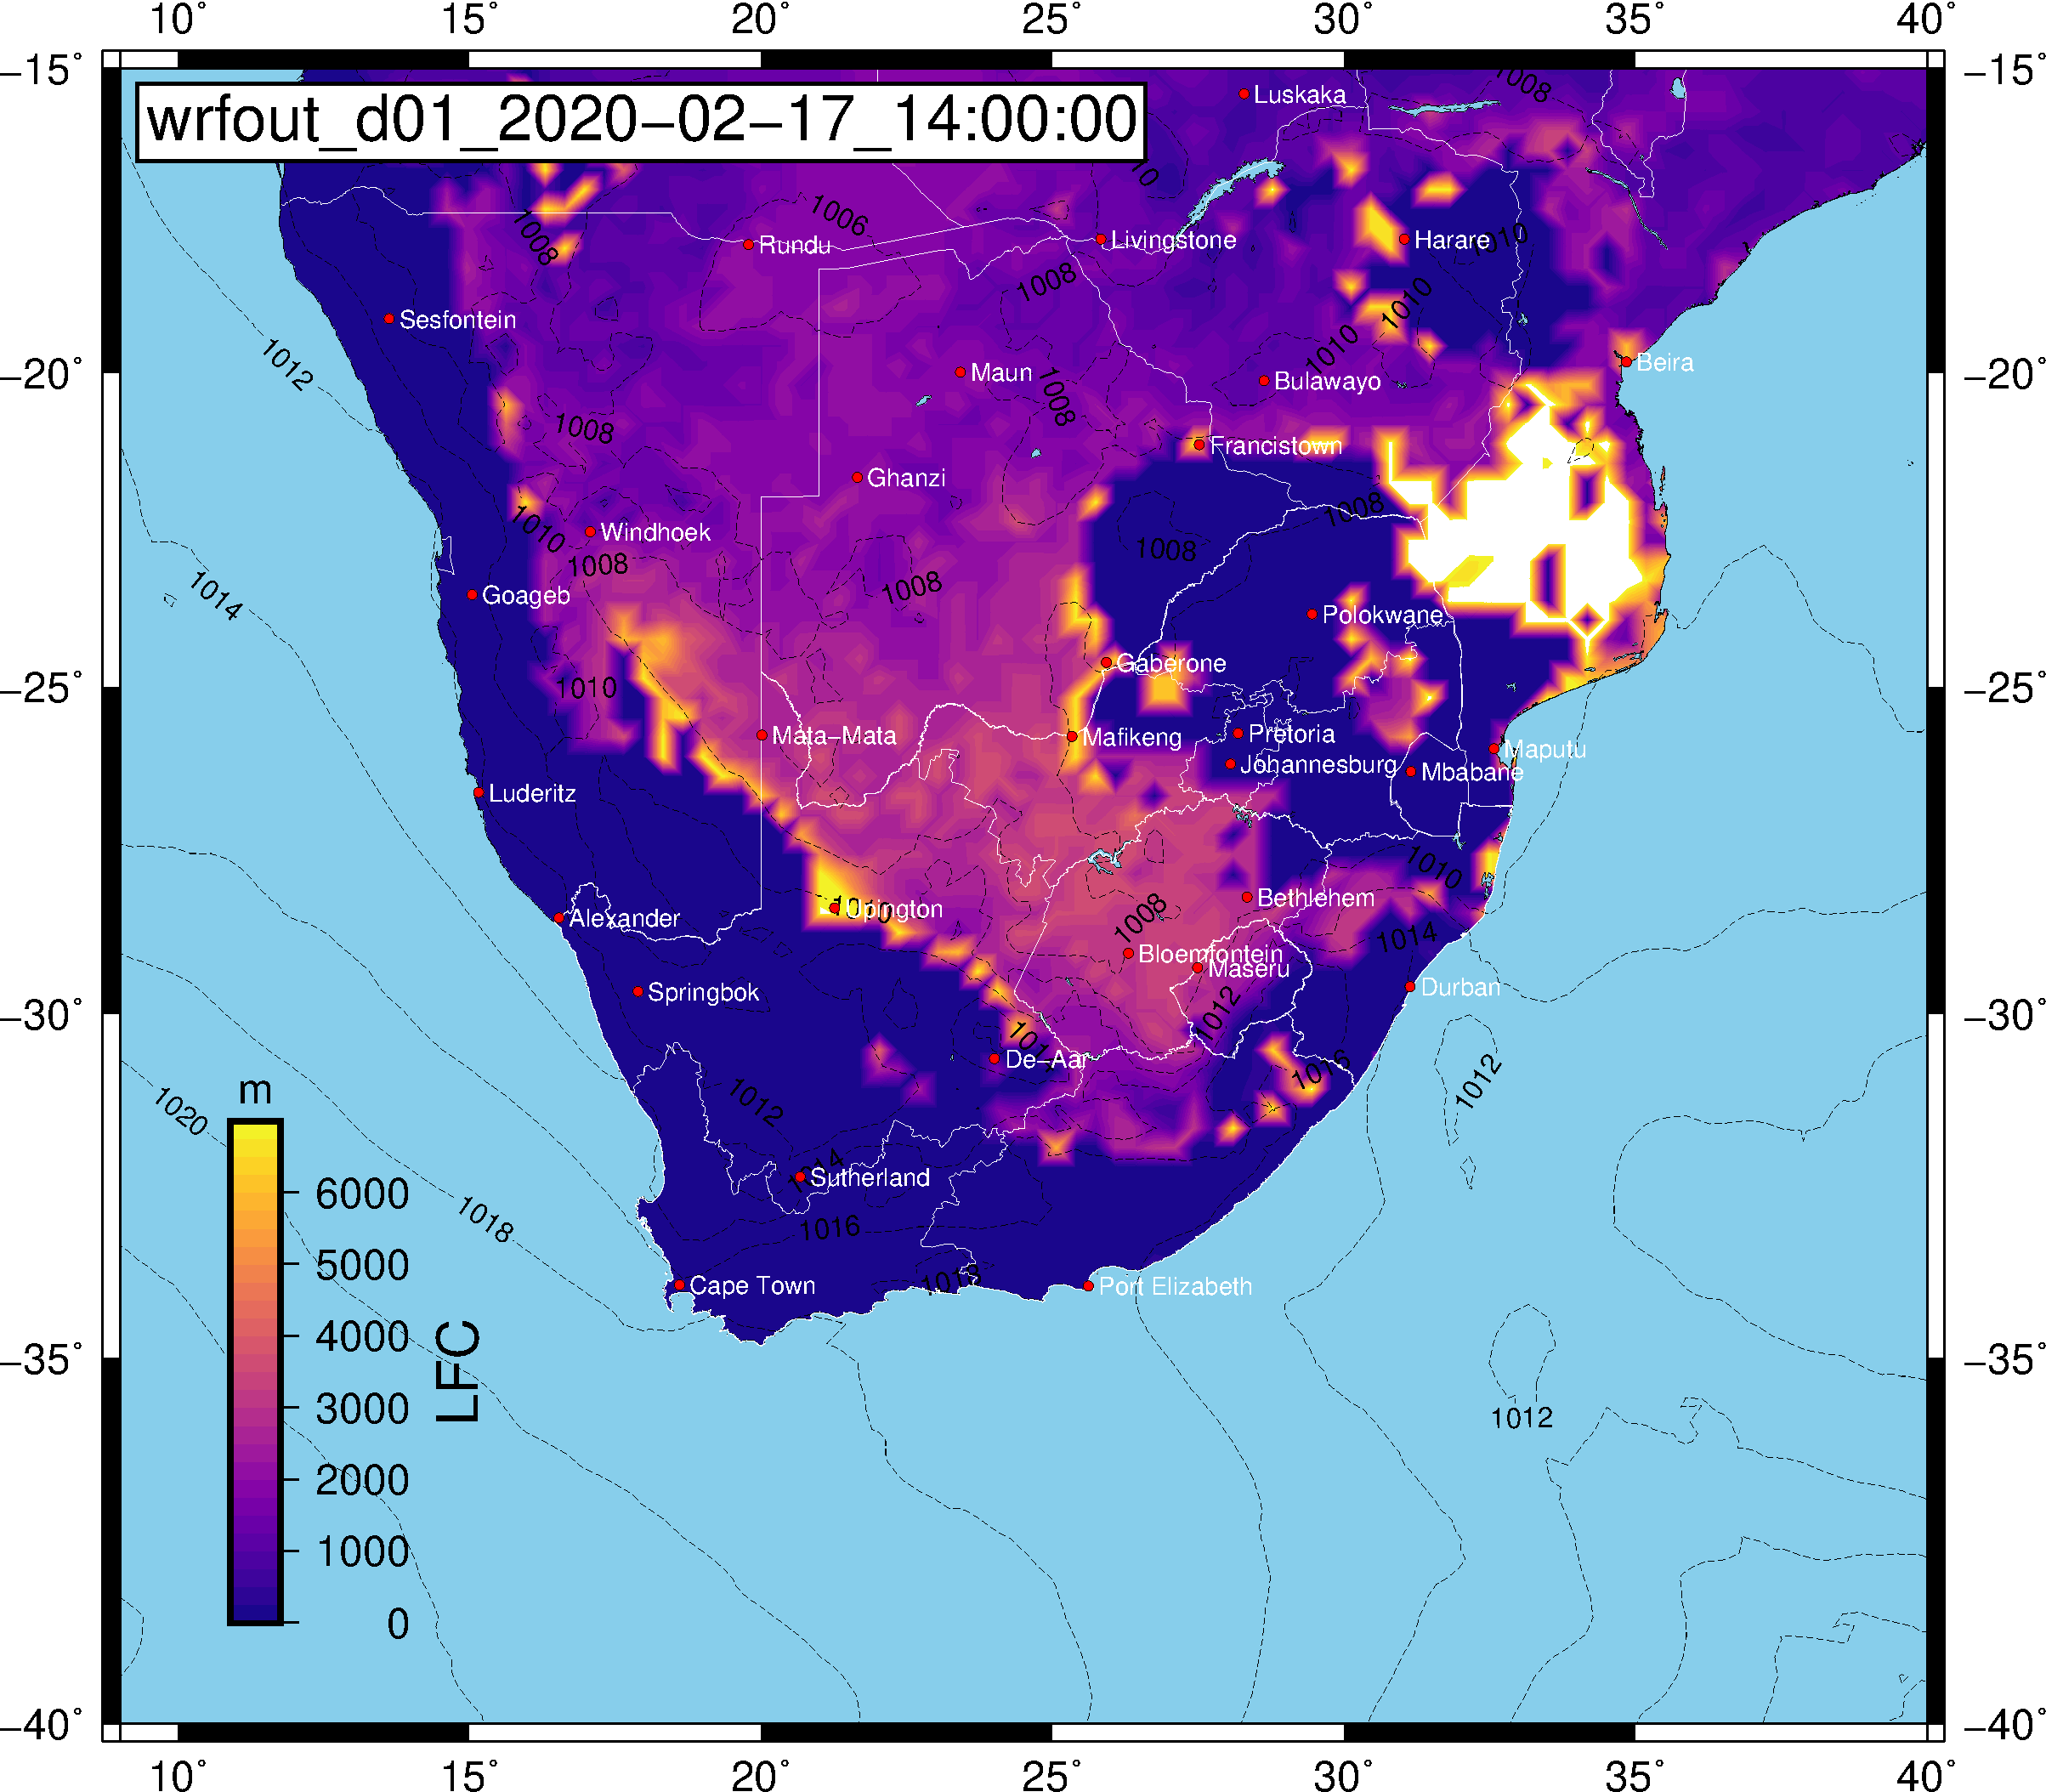 10° 15° 20° 25° 30° 35° 40°
−15° −15°
wrfout_d01_2020−02−17_14:00:00
Luskaka
1008
10
1006
1008
Rundu
Livingstone
Harare
1010
1008
1010
Sesfontein
1012
1010
−20° −20°
Maun
Bulawayo
Beira
1008
1008
Francistown
Ghanzi
1008
1010
Windhoek
1008
1008
1008
1014
Goageb
Polokwane
Gaberone
−25° −25°
1010
Mata−Mata
Mafikeng
Pretoria
Maputu
Johannesburg
Mbabane
Luderitz
1010
Bethlehem
Alexander
1010
Upington
1008
1014
Bloemfontein
Maseru
Springbok
Durban
1012
−30° −30°
De−Aar
1016
1012
m
1020
1012
6000
1014
Sutherland
1018
1016
5000
Cape Town
1018
Port Elizabeth
4000
−35° −35°
3000
LFC
1012
2000
1000
0
−40° −40°
10° 15° 20° 25° 30° 35° 40°